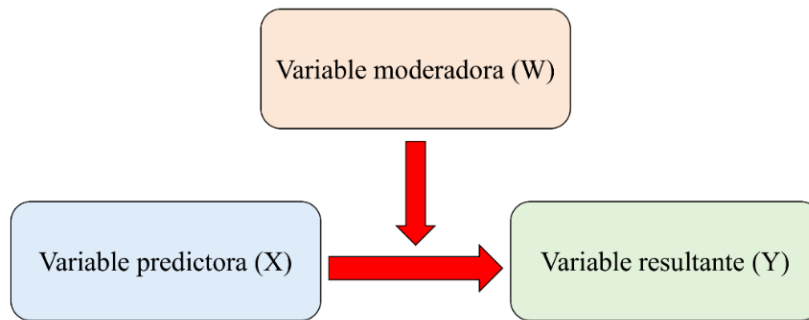 Variable moderadora (W)
Variable predictora (X)
Variable resultante (Y)